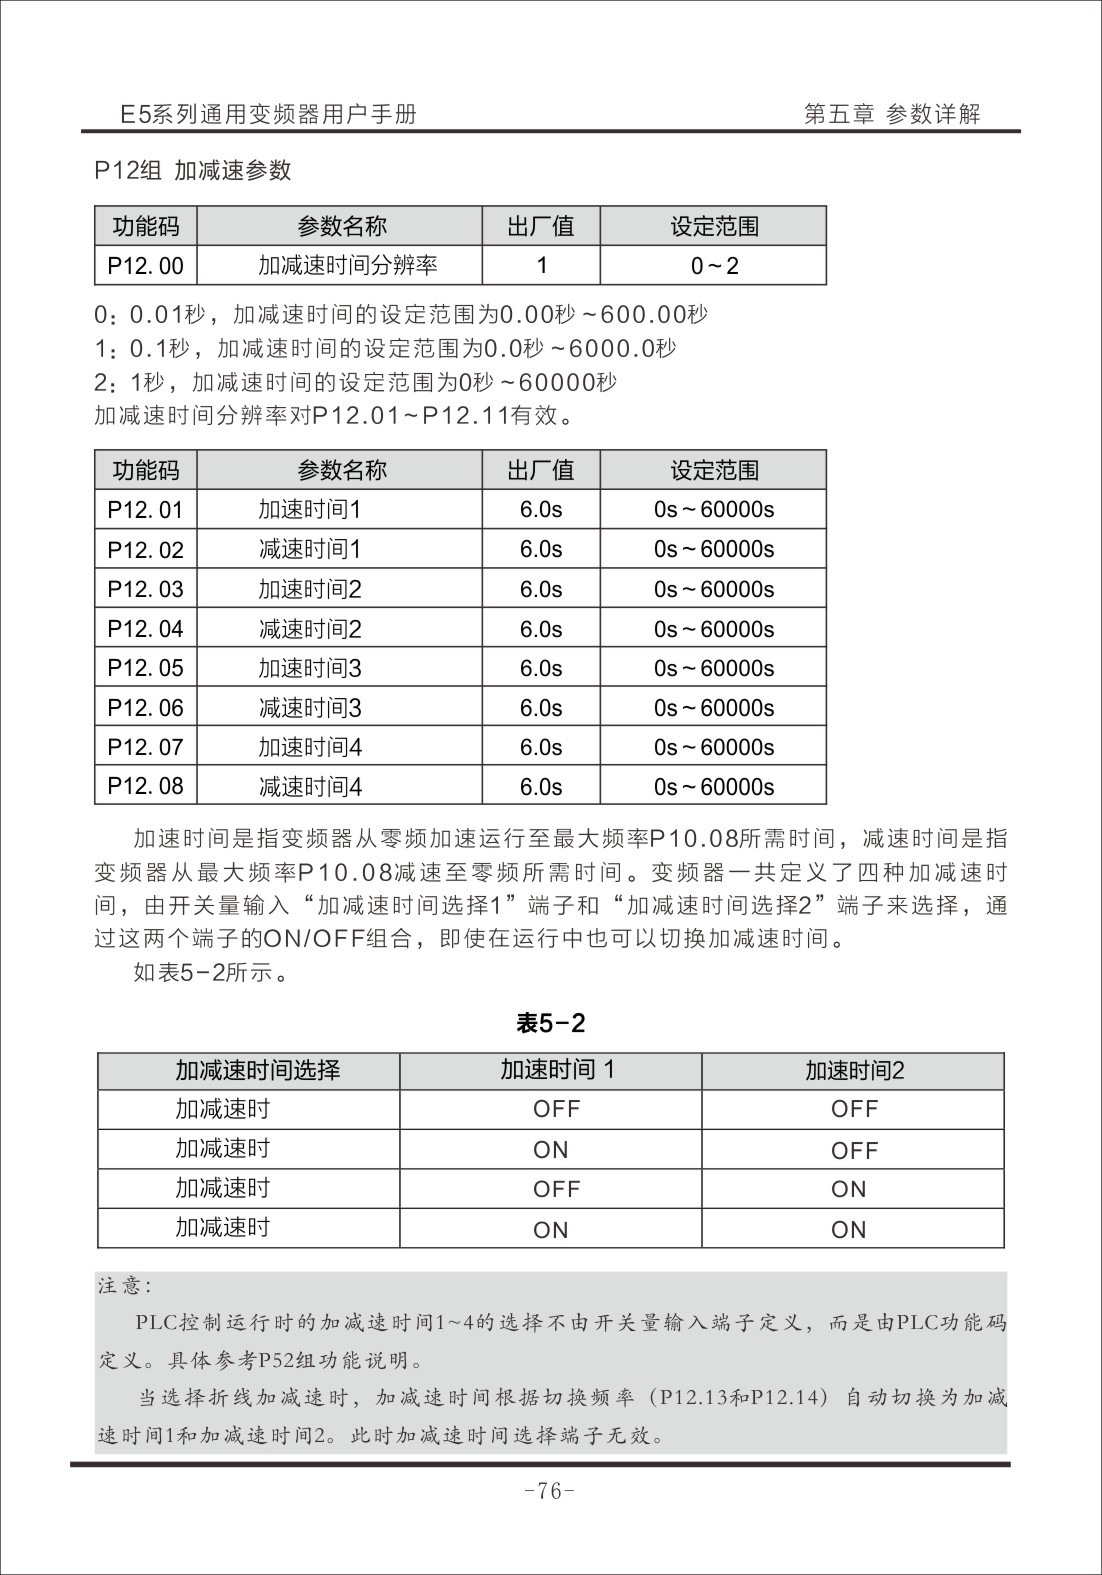 E5系列通用变频器用户手册 第五章 参数详解
P12组 加减速参数
功能码 参数名称 出厂值 设定范围
P12.00 加减速时间分辨率 1 0~2
0：0.01秒，加减速时间的设定范围为0.00秒~600.00秒
1：0.1秒，加减速时间的设定范围为0.0秒~6000.0秒
2：1秒，加减速时间的设定范围为0秒~60000秒
加减速时间分辨率对P12.01~P12.11有效。
功能码 参数名称 出厂值 设定范围
P12.01 加速时间1 6.0s 0s~60000s
P12.02 减速时间1 6.0s 0s~60000s
P12.03 加速时间2 6.0s 0s~60000s
P12.04 减速时间2 6.0s 0s~60000s
P12.05 加速时间3 6.0s 0s~60000s
P12.06 减速时间3 6.0s 0s~60000s
P12.07 加速时间4 6.0s 0s~60000s
P12.08 减速时间4 6.0s 0s~60000s
加速时间是指变频器从零频加速运行至最大频率P10.08所需时间，减速时间是指
变频器从最大频率P10.08减速至零频所需时间。变频器一共定义了四种加减速时
间，由开关量输入“加减速时间选择1”端子和“加减速时间选择2”端子来选择，通
过这两个端子的ON/OFF组合，即使在运行中也可以切换加减速时间。
如表5-2所示。
表5-2
加减速时间选择 加速时间 1 加速时间2
加减速时 OFF OFF
加减速时 ON OFF
加减速时 OFF ON
加减速时 ON ON
注意：
PLC控制运行时的加减速时间1~4的选择不由开关量输入端子定义，而是由PLC功能码
定义。具体参考P52组功能说明。
当选择折线加减速时，加减速时间根据切换频率（P12.13和P12.14）自动切换为加减
速时间1和加减速时间2。此时加减速时间选择端子无效。
-76-